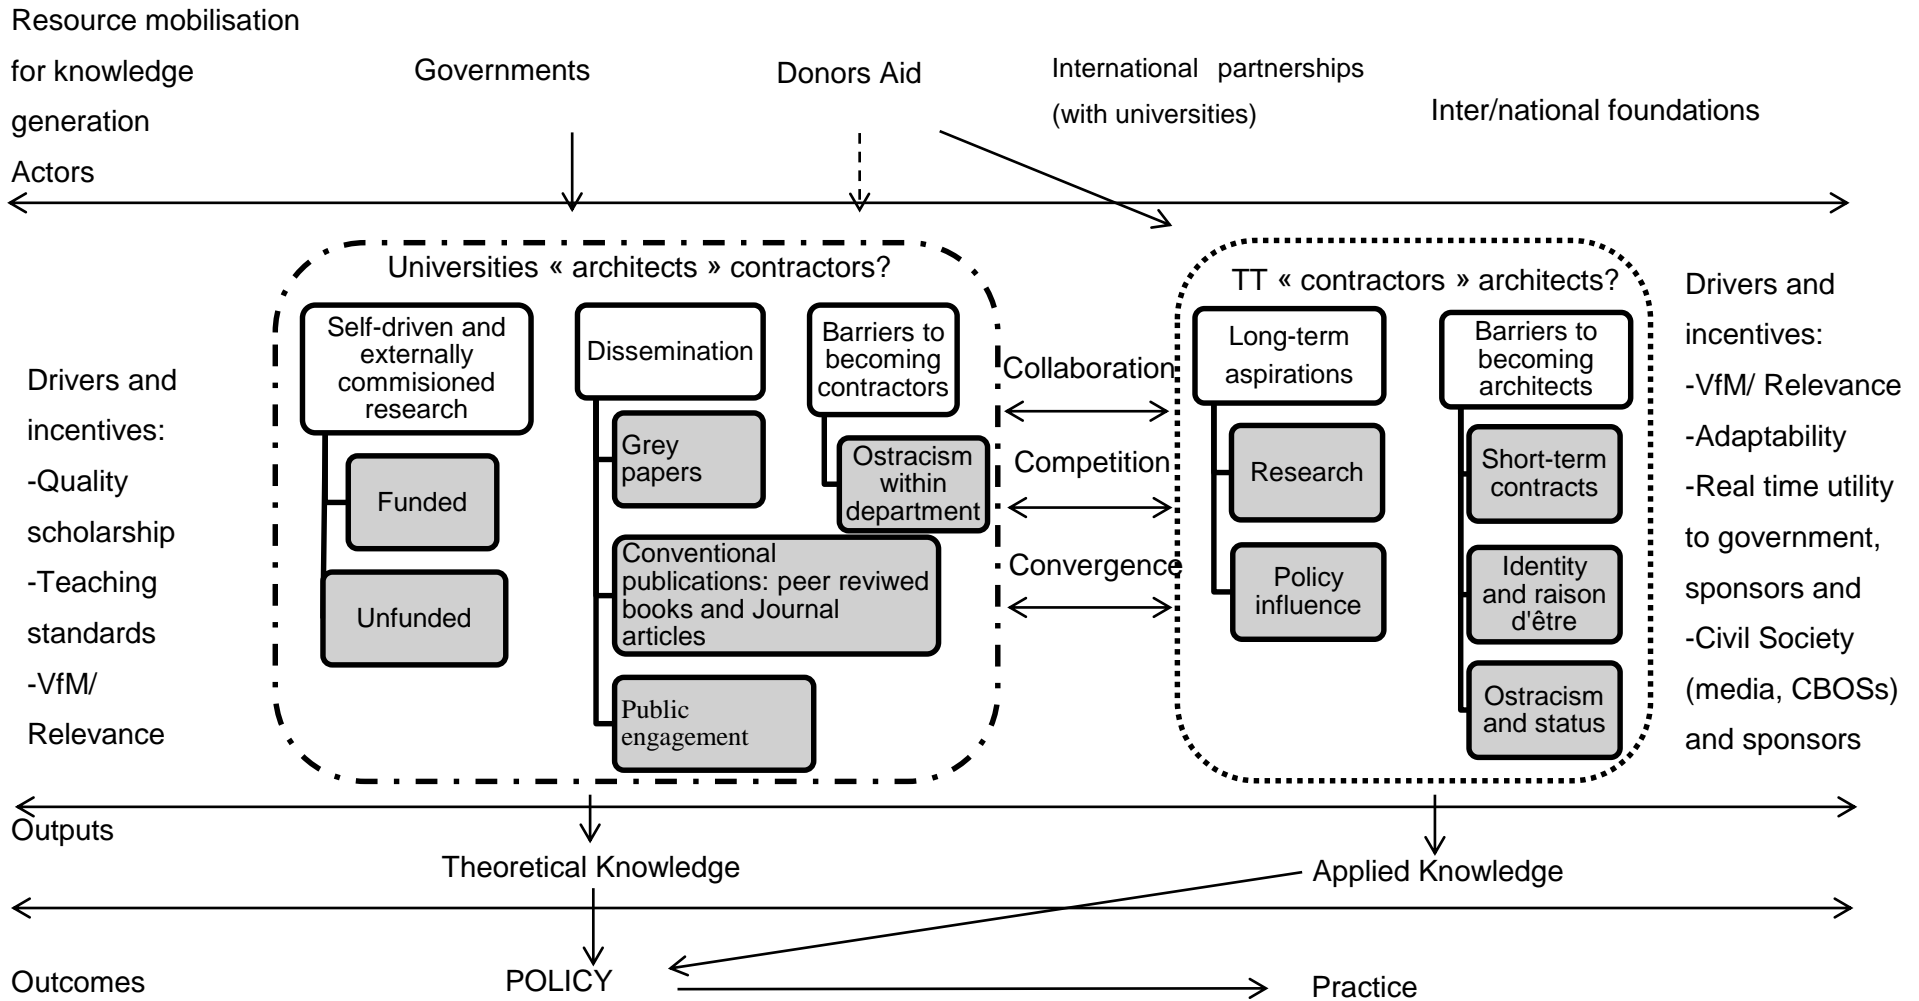 Resource mobilisation
for knowledge
generation
Actors
Governments
Donors Aid
International partnerships
(with universities)
Inter/national foundations
Drivers and
incentives:
-Quality
scholarship
-Teaching
standards
-VfM/
Relevance
Universities « architects » contractors?
Self-driven and
externally
commisioned
research
Funded
Unfunded
Dissemination
Grey
papers
Conventional
publications: peer reviwed
books and Journal
articles
Public
engagement
Barriers to
becoming
contractors
Ostracism
within
department
Collaboration
Competition
Convergence
TT « contractors » architects?
Long-term
aspirations
Research
Policy
influence
Barriers to
becoming
architects
Short-term
contracts
Identity
and raison
d'être
Ostracism
and status
Drivers and
incentives:
-VfM/ Relevance
-Adaptability
-Real time utility
to government,
sponsors and
-Civil Society
(media, CBOSs)
and sponsors
Outputs
Theoretical Knowledge
Applied Knowledge
Outcomes
POLICY
Practice